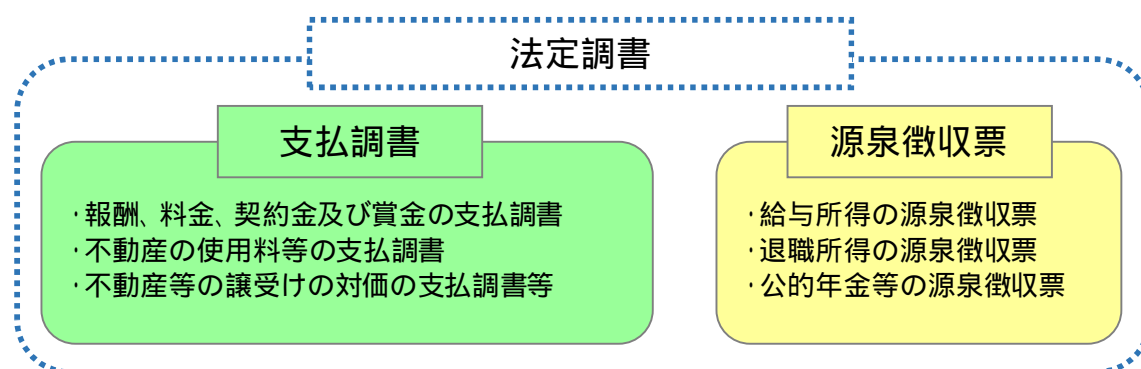 法定調書
支払調書
・報酬、料金、契約金及び賞金の支払調書
・不動産の使用料等の支払調書
・不動産等の譲受けの対価の支払調書等
源泉徴収票
・給与所得の源泉徴収票
・退職所得の源泉徴収票
・公的年金等の源泉徴収票